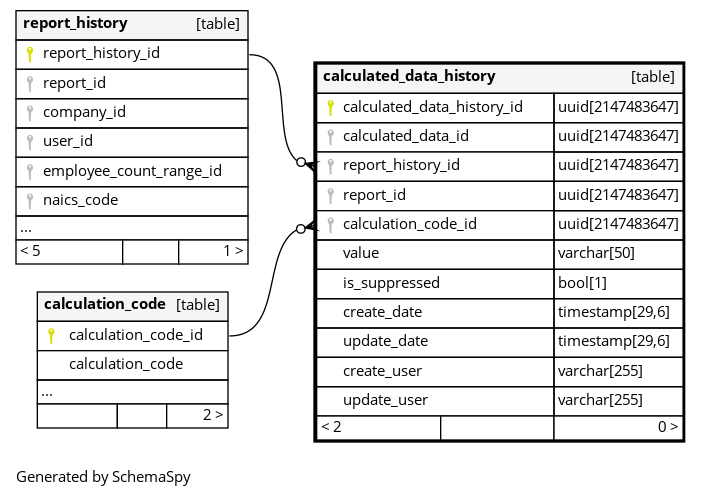 report_history [table]
report_history_id
report_id
company_id
user_id
employee_count_range_id
naics_code
...
< 5 1 >
calculated_data_history [table]
calculated_data_history_id uuid[2147483647]
calculated_data_id uuid[2147483647]
report_history_id uuid[2147483647]
report_id uuid[2147483647]
calculation_code_id uuid[2147483647]
value varchar[50]
is_suppressed bool[1]
create_date timestamp[29,6]
update_date timestamp[29,6]
create_user varchar[255]
update_user varchar[255]
< 2 0 >
calculation_code [table]
calculation_code_id
calculation_code
...
2 >
Generated by SchemaSpy